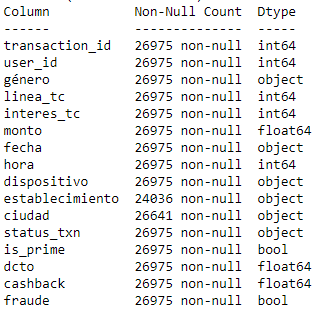 Column Non-Null Count Dtype
------ -------------- -----
transaction_id 26975 non-null int64
user_id 26975 non-null int64
género 26975 non-null object
linea_tc 26975 non-null int64
interes_tc 26975 non-null int64
monto 26975 non-null float64
fecha 26975 non-null object
hora 26975 non-null int64
dispositivo 26975 non-null object
establecimiento 24036 non-null object
ciudad 26641 non-null object
status_txn 26975 non-null object
is_prime 26975 non-null bool
dcto 26975 non-null float64
cashback 26975 non-null float64
fraude 26975 non-null bool